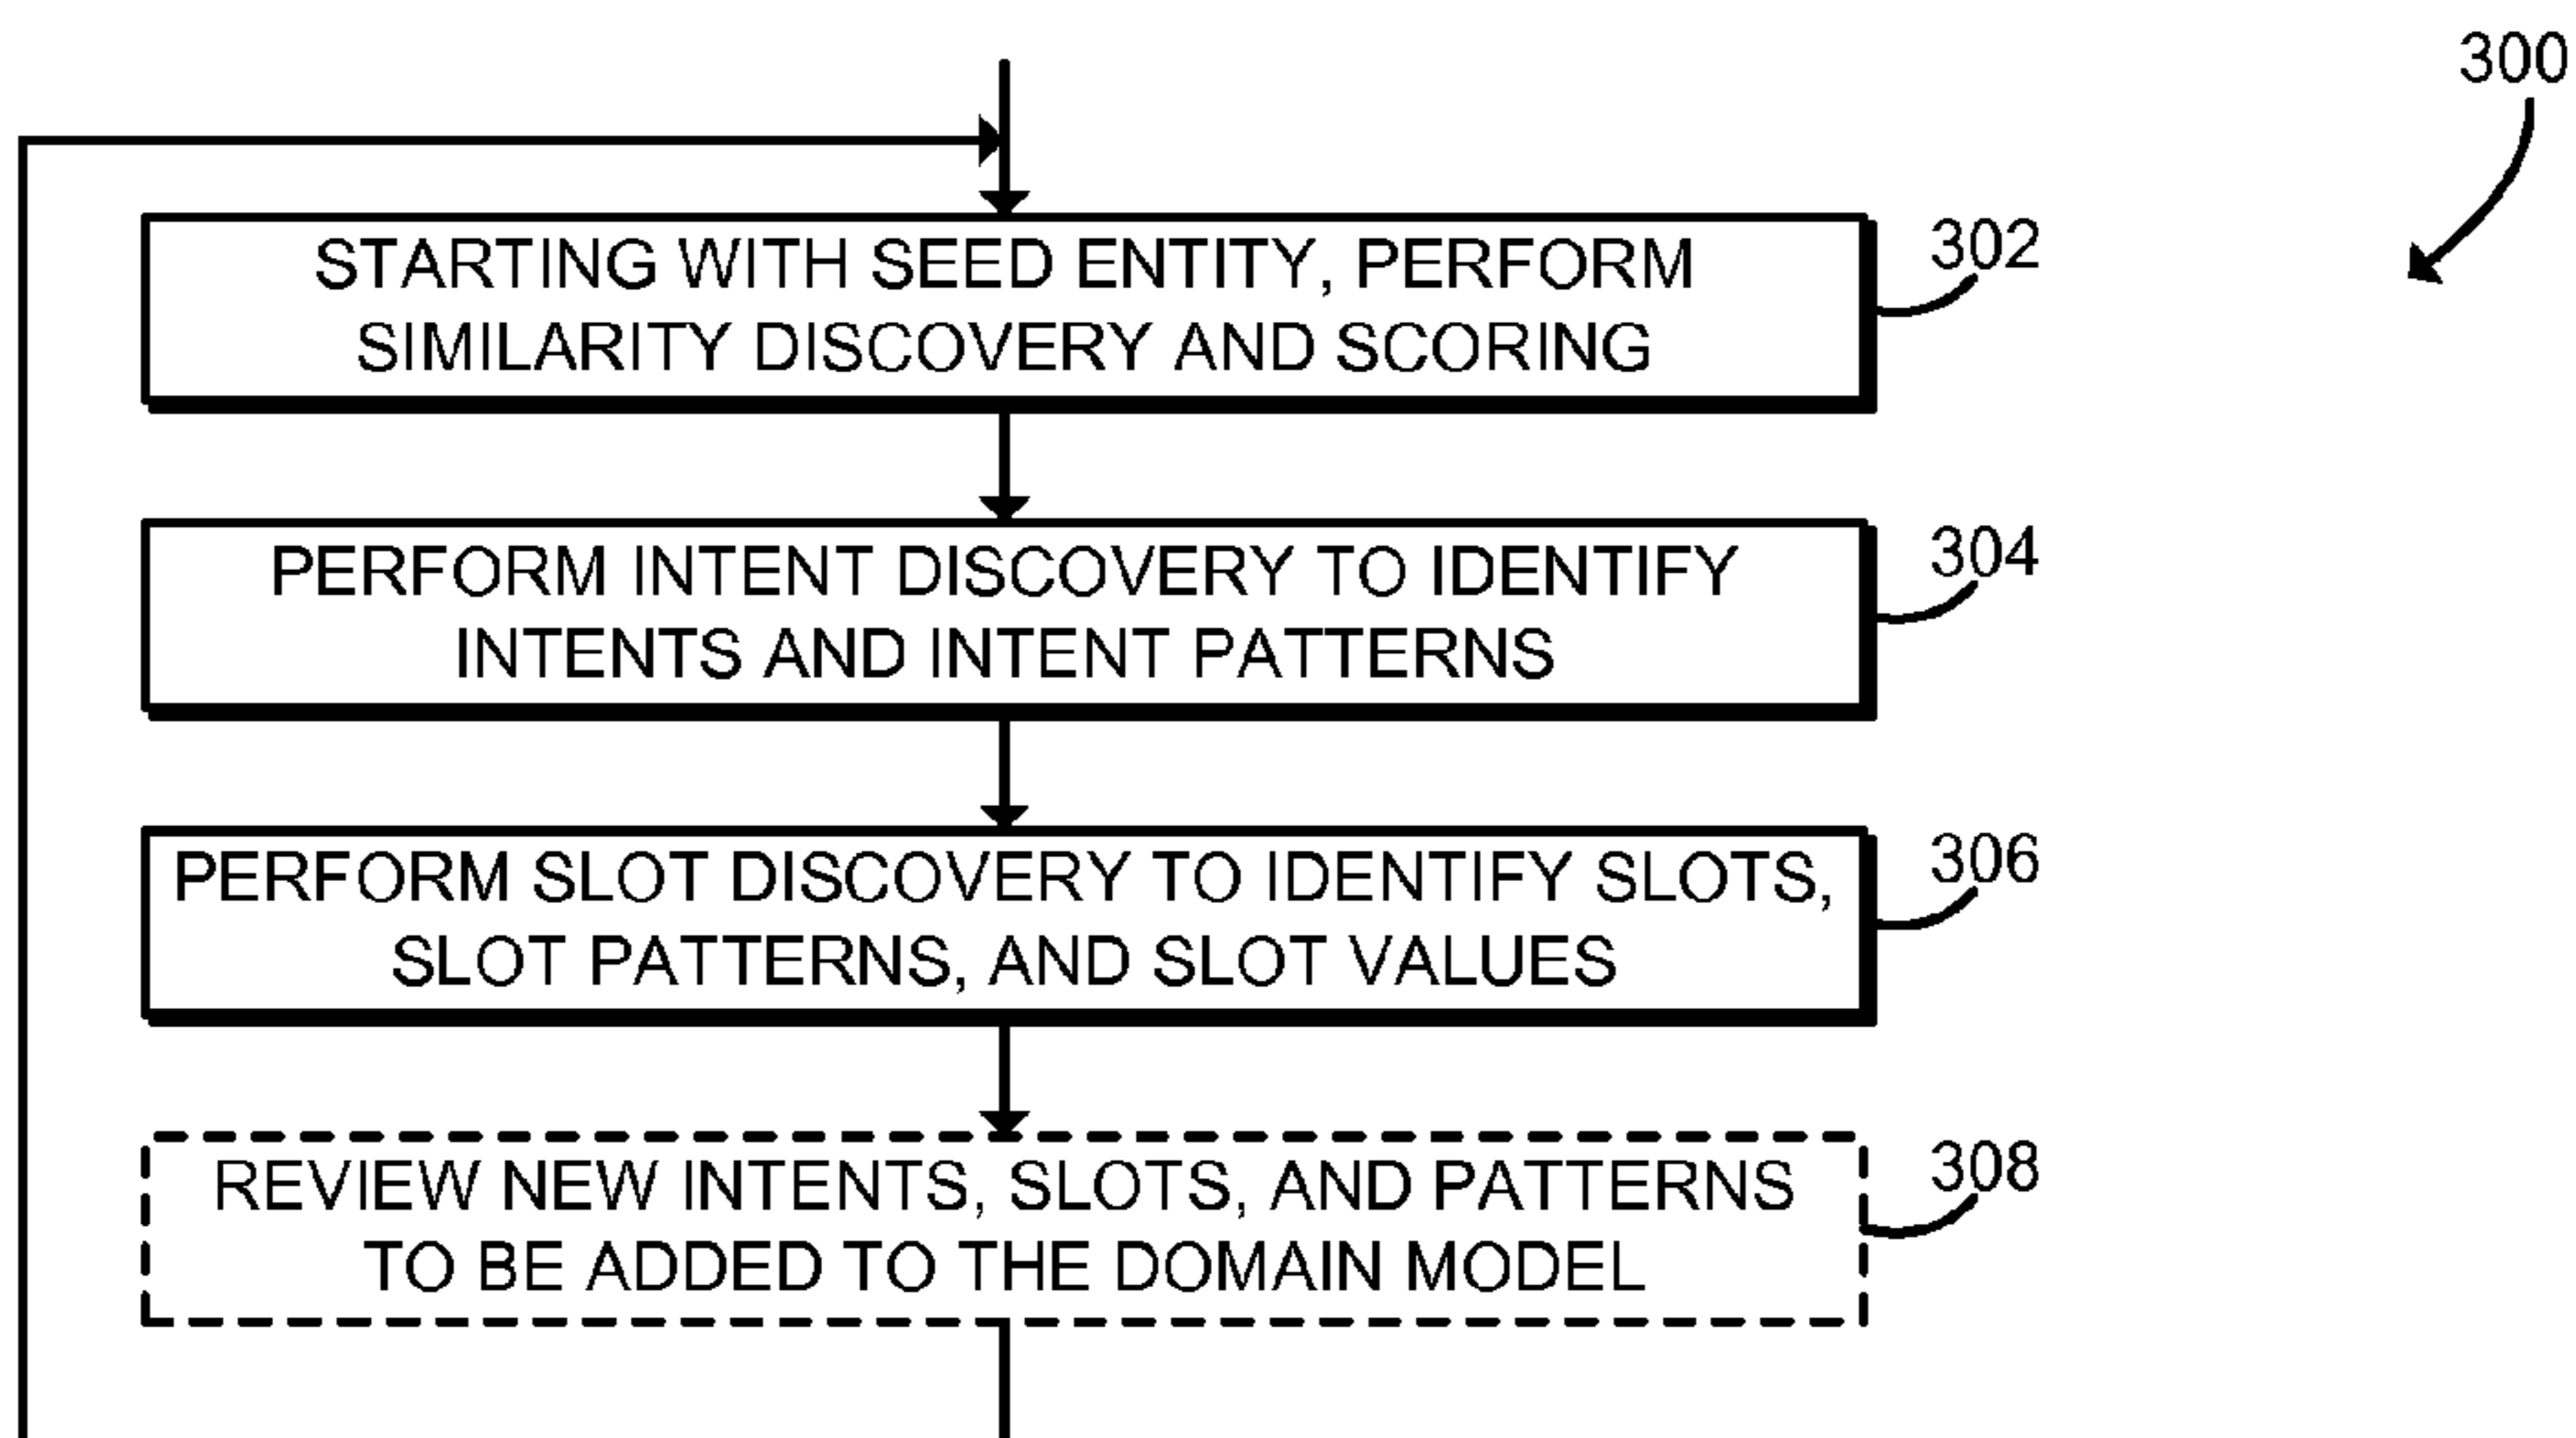 300
STARTING WITH SEED ENTITY, PERFORM
SIMILARITY DISCOVERY AND SCORING
302
PERFORM INTENT DISCOVERY TO IDENTIFY
INTENTS AND INTENT PATTERNS
304
PERFORM SLOT DISCOVERY TO IDENTIFY SLOTS,
SLOT PATTERNS, AND SLOT VALUES
306
REVIEW NEW INTENTS, SLOTS, AND PATTERNS
TO BE ADDED TO THE DOMAIN MODEL
308